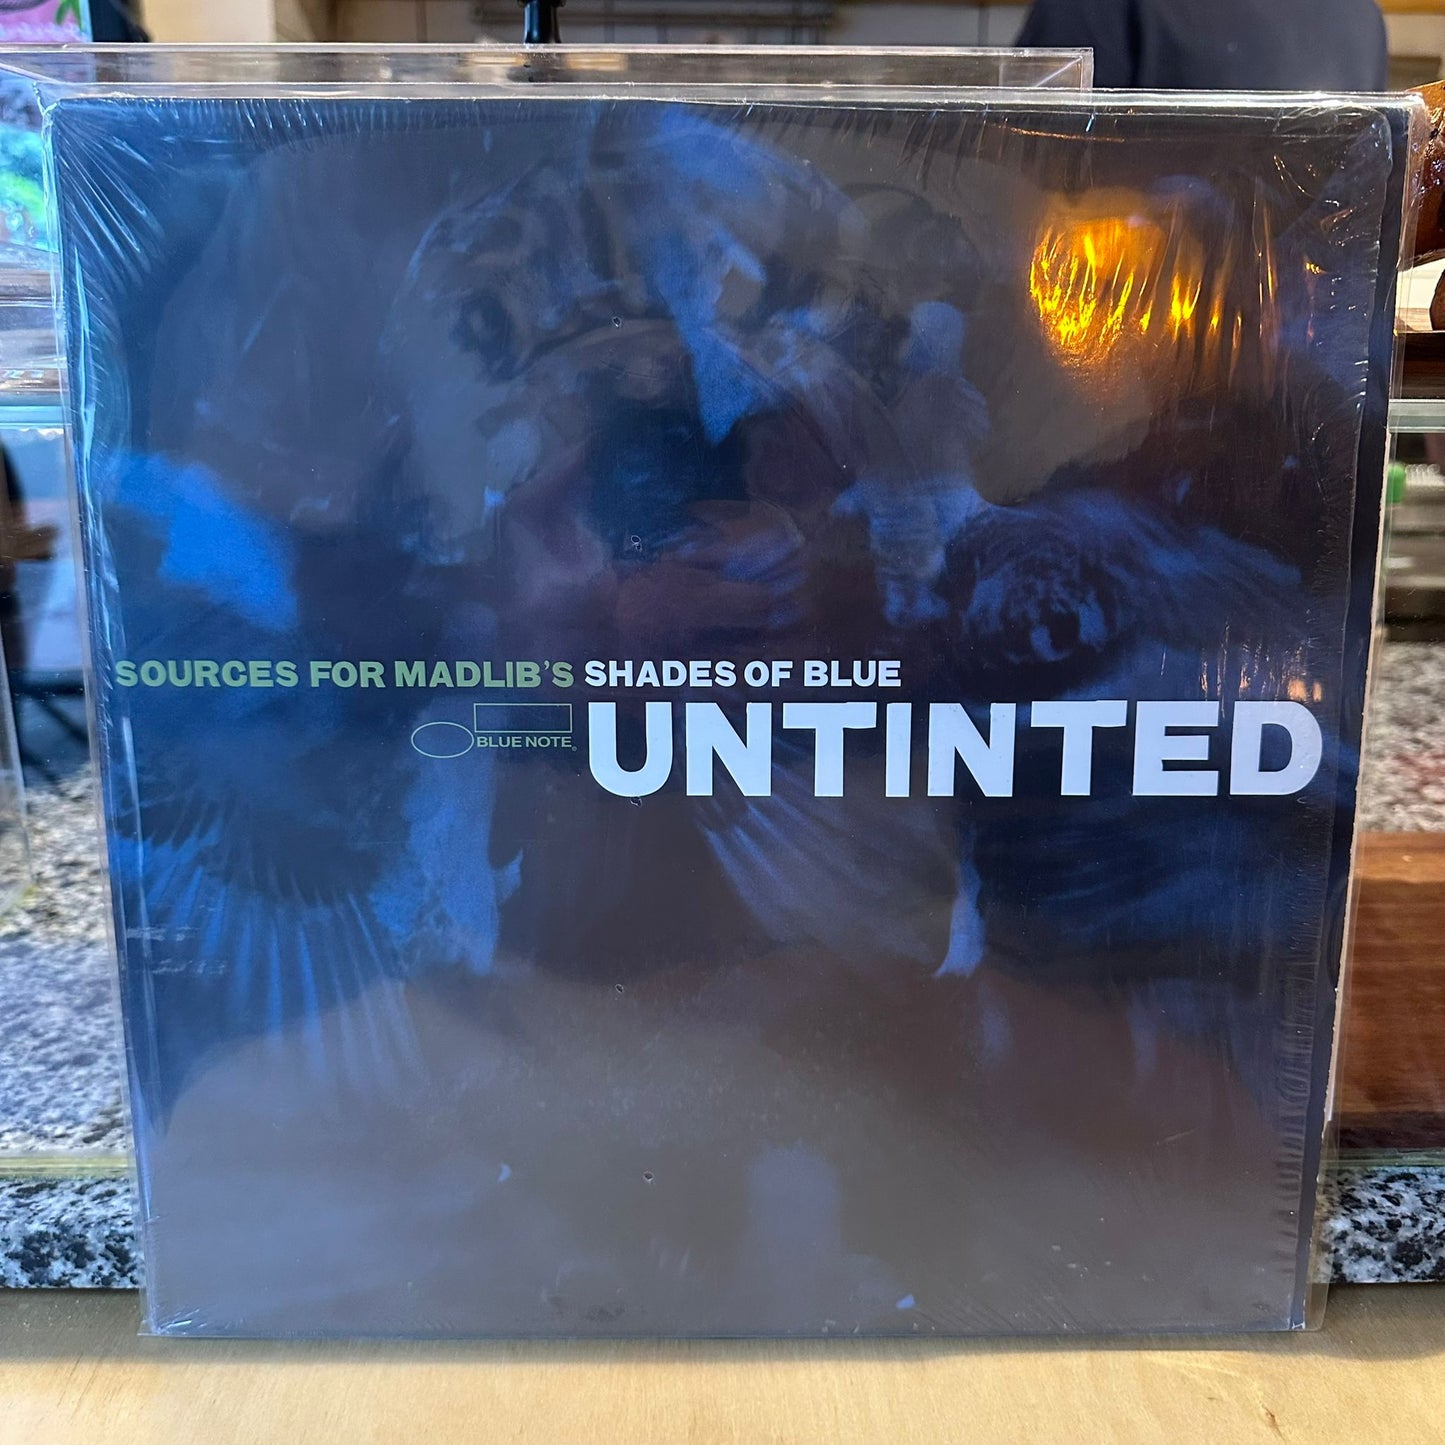 SOURCES FOR MADLIB'S SHADES OF BLUE
BLUE NOTE® UNTINTED